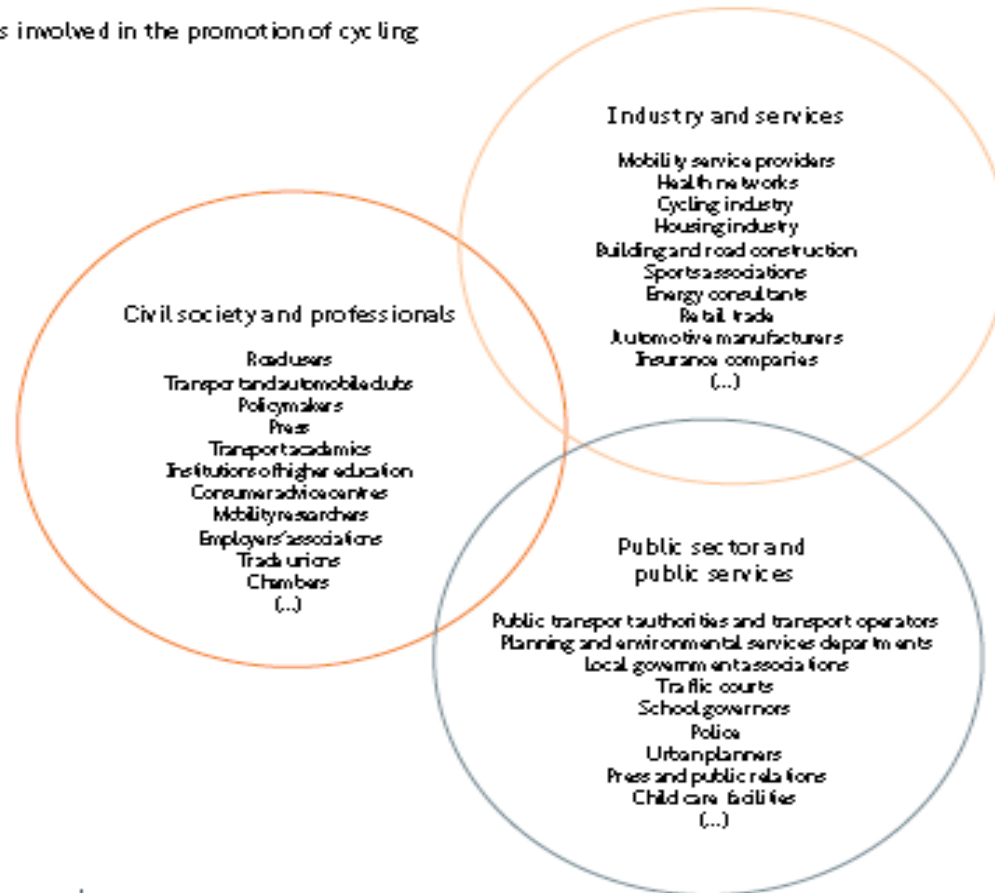 s involved in the promotion of cycling
Industry and services
Mobility service providers
Health networks
Cycling industry
Housing industry
Building and road construction
Sports associations
Energy consultants
Retail trade
Automotive manufacturers
Insurance companies
(...)
Civil society and professionals
Road users
Transport and automobile clubs
Policymakers
Press
Transport academics
Institutions of higher education
Consumer advice centres
Mobility researchers
Employers' associations
Trade unions
Chambers
(...)
Public sector and
public services
Public transport authorities and transport operators
Planning and environmental services departments
Local government associations
Traffic courts
School governors
Police
Urban planners
Press and public relations
Child care facilities
(...)